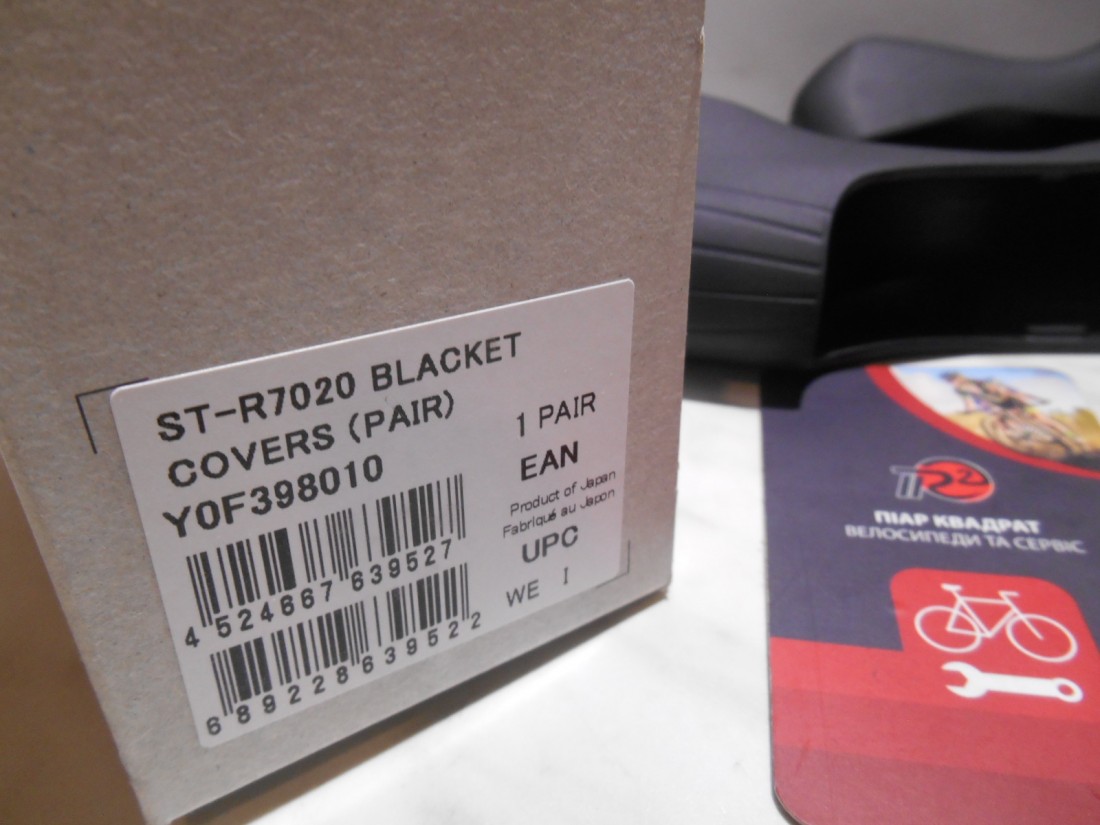 ST-R7020 BLACKET
COVERS (PAIR)
Y0F398010
1 PAIR
EAN
Product of Japan
Fabriqué au Japon
4 524667 639527
UPC
WE I
6 89228 63952 2
ПР2
ПІАР КВАДРАТ
ВЕЛОСИПЕДИ ТА СЕРВІС